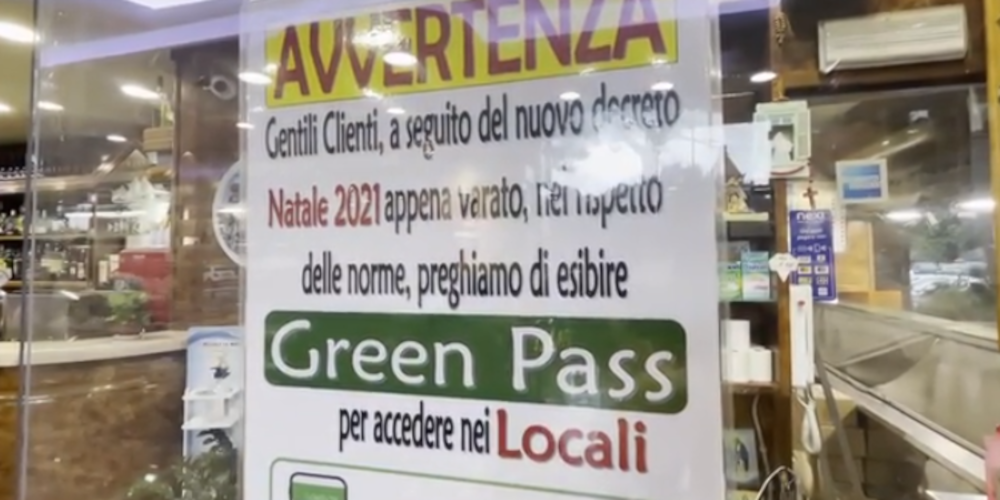 AVVERTENZA
Gentili Clienti, a seguito del nuovo decreto
Natale 2021 appena varato, nel rispetto
delle norme, preghiamo di esibire
Green Pass
per accedere nei Locali
nexi